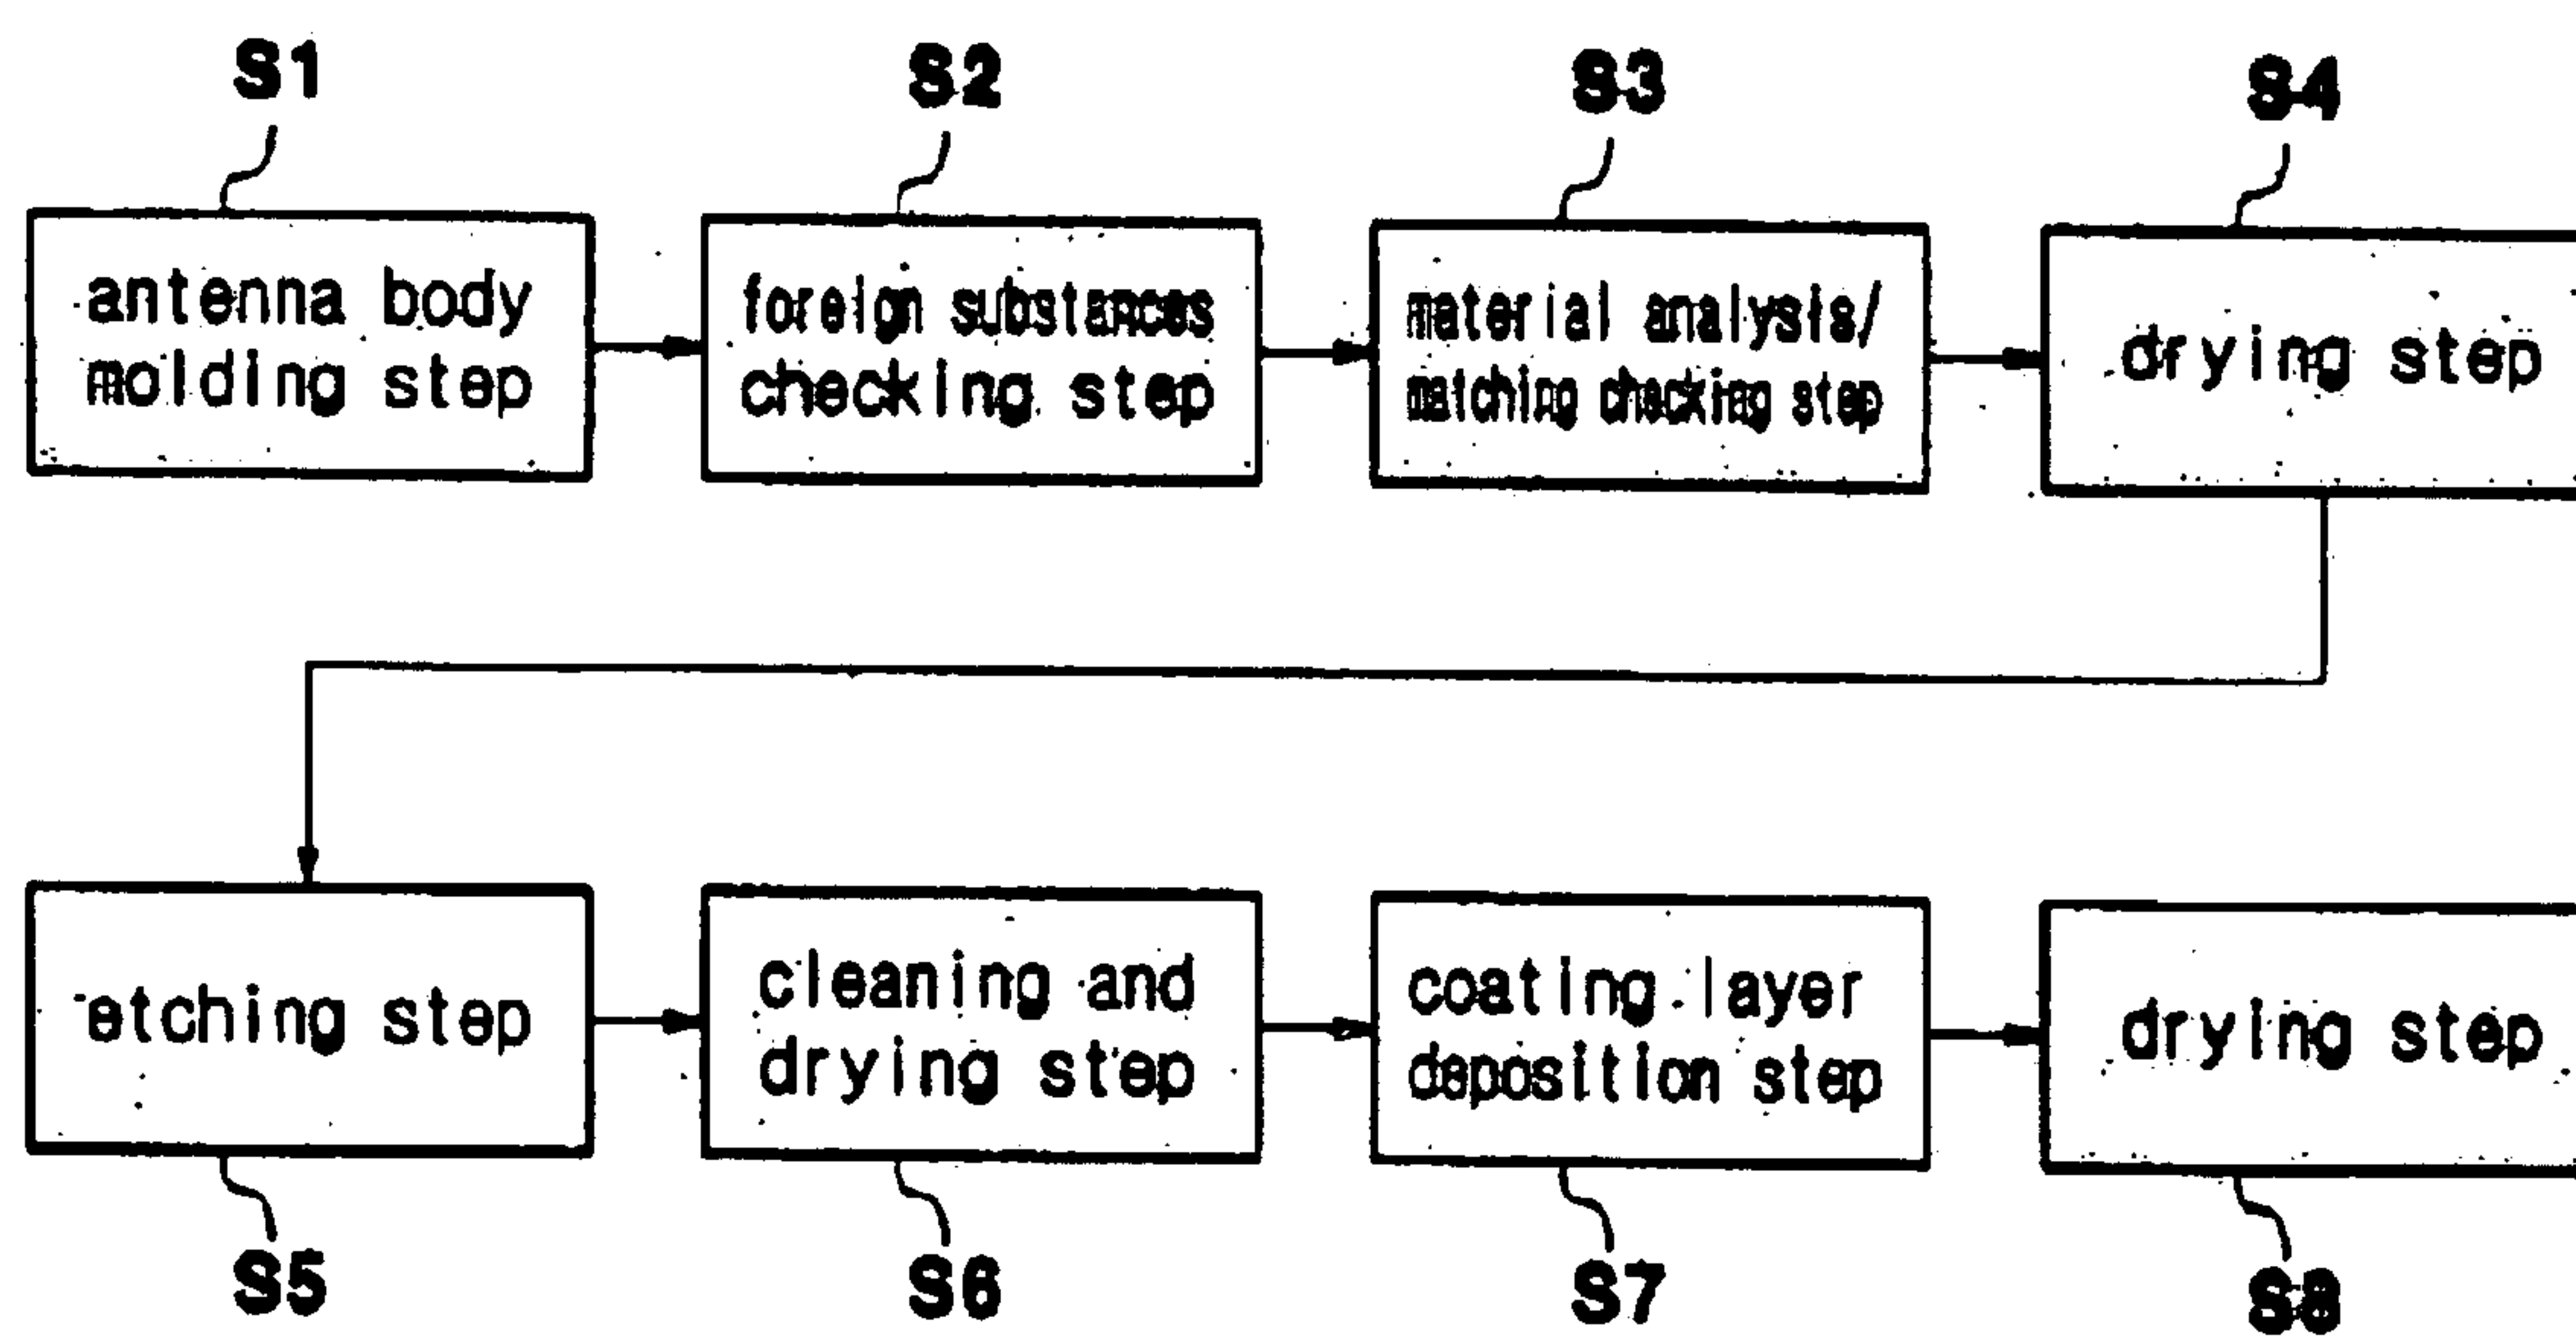 S1
S2
S3
S4
antenna body
molding step
foreign substances
checking step
material analysis/
matching checking step
drying step
etching step
cleaning and
drying step
coating layer
deposition step
drying step
S5
S6
S7
S8